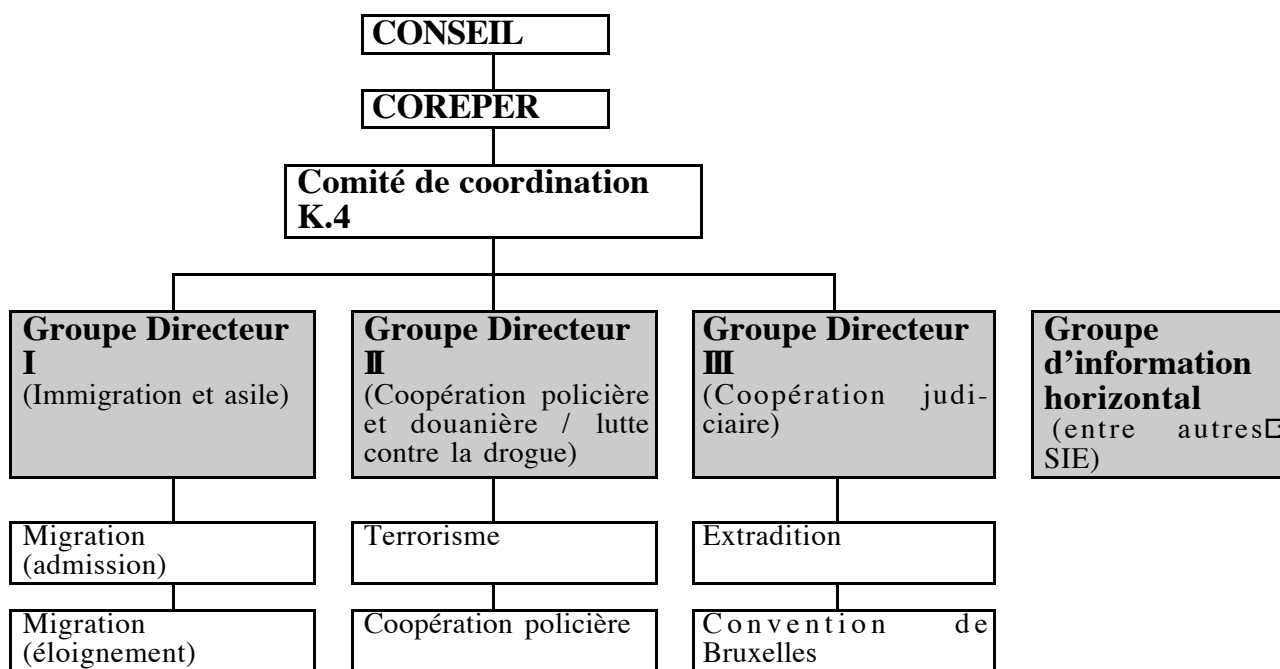 CONSEIL
COREPER
Comité de coordination
K.4
Groupe Directeur
I
(Immigration et asile)
Groupe Directeur
II
(Coopération policière
et douanière / lutte
contre la drogue)
Groupe Directeur
III
(Coopération judi-
ciaire)
Groupe
d'information
horizontal
(entre autres
SIE)
Migration
(admission)
Terrorisme
Extradition
Migration
(éloignement)
Coopération policière
Convention de
Bruxelles